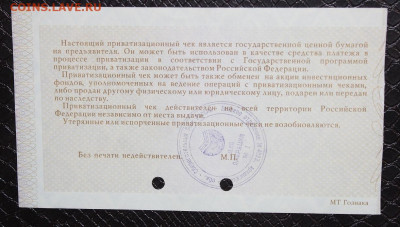 COINS.LAVE.RU
Настоящий приватизационный чек является государственной ценной бумагой
на предъявителя. Он может быть использован в качестве средства платежа в
процессе приватизации в соответствии с Государственной программой
приватизации, а также законодательством Российской Федерации.
Приватизационный чек может быть также обменен на акции инвестиционных
фондов, уполномоченных на ведение операций с приватизационными чеками,
либо продан другому физическому или юридическому лицу, подарен или передан
по наследству.
Приватизационный чек действителен на всей территории Российской
Федерации независимо от места выдачи.
Утерянные или испорченные приватизационные чеки не возобновляются.
Без печати недействителен.
М.П.
МТ Гознака